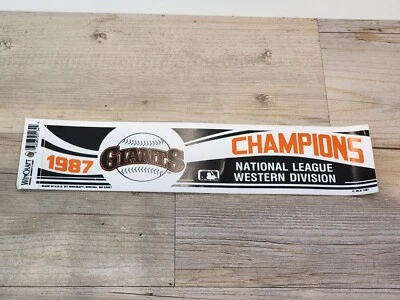 WINCRAFT
1987
GIANTS
CHAMPIONS
NATIONAL LEAGUE
WESTERN DIVISION